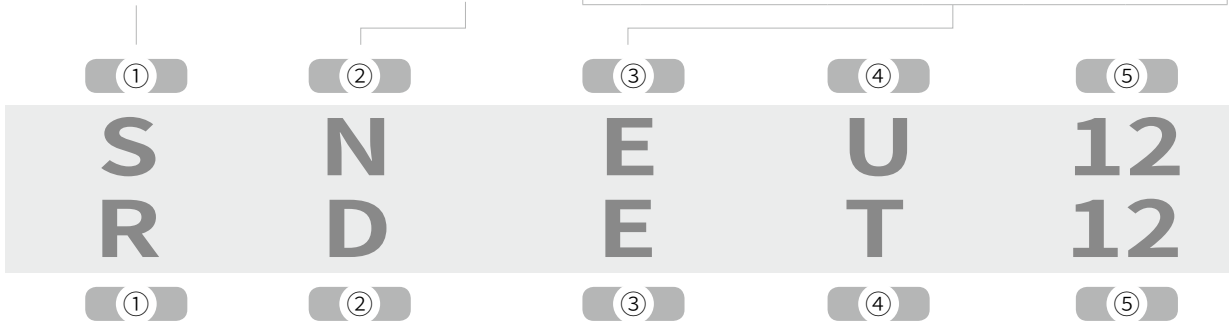 ① ② ③ ④ ⑤
S N E U 12
R D E T 12
① ② ③ ④ ⑤